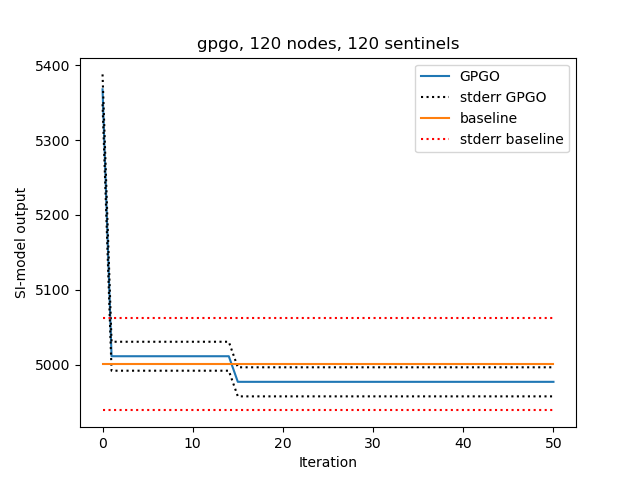 gpgo, 120 nodes, 120 sentinels
GPGO
stderr GPGO
baseline
stderr baseline
SI-model output
5400
5300
5200
5100
5000
0 10 20 30 40 50
Iteration